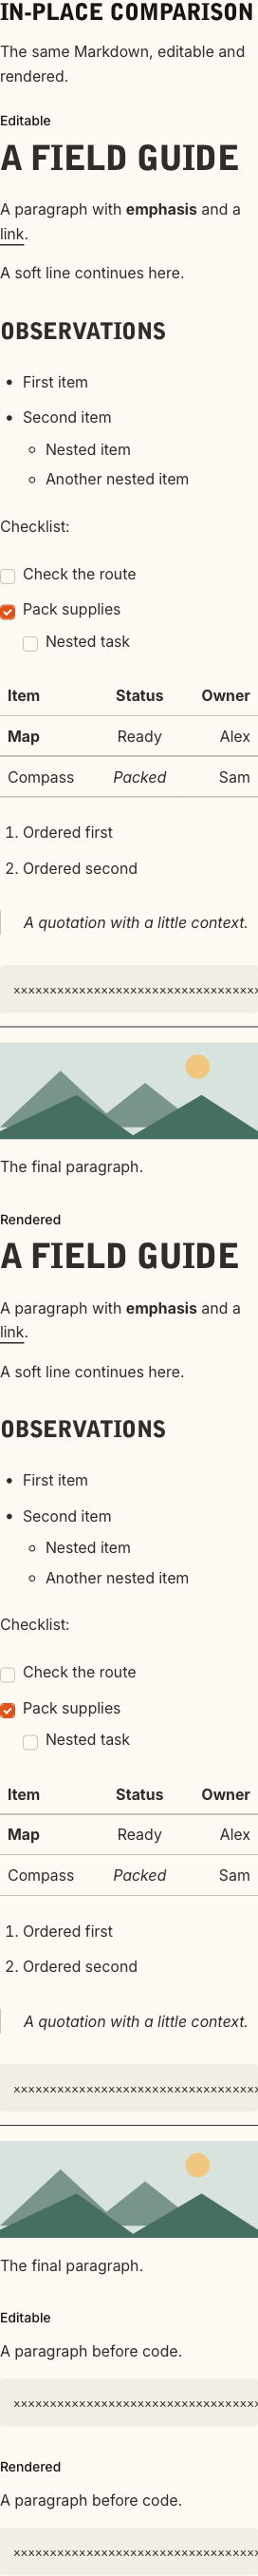 IN-PLACE COMPARISON
The same Markdown, editable and
rendered.
Editable
A FIELD GUIDE
A paragraph with emphasis and a
link.
A soft line continues here.
OBSERVATIONS
• First item
• Second item
◦ Nested item
◦ Another nested item
Checklist:
Check the route
Pack supplies
Nested task
Item Status Owner
Map Ready Alex
Compass Packed Sam
1. Ordered first
2. Ordered second
A quotation with a little context.
xxxxxxxxxxxxxxxxxxxxxxxxxxxxxxxxxx
The final paragraph.
Rendered
A FIELD GUIDE
A paragraph with emphasis and a
link.
A soft line continues here.
OBSERVATIONS
• First item
• Second item
◦ Nested item
◦ Another nested item
Checklist:
Check the route
Pack supplies
Nested task
Item Status Owner
Map Ready Alex
Compass Packed Sam
1. Ordered first
2. Ordered second
A quotation with a little context.
xxxxxxxxxxxxxxxxxxxxxxxxxxxxxxxxxx
The final paragraph.
Editable
A paragraph before code.
xxxxxxxxxxxxxxxxxxxxxxxxxxxxxxxxxx
Rendered
A paragraph before code.
xxxxxxxxxxxxxxxxxxxxxxxxxxxxxxxxxx